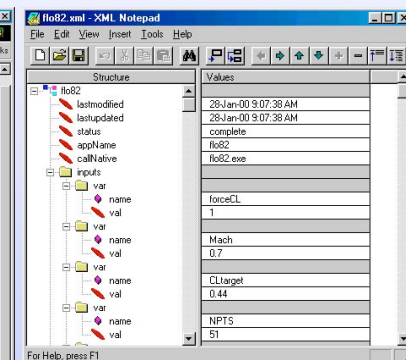 flo82.xml - XML Notepad
File Edit View Insert Tools Help
Structure Values
flo82
lastmodified 28-Jan-00 9:07:38 AM
lastupdated 28-Jan-00 9:07:38 AM
status complete
appName flo82
callNative flo82.exe
inputs
var
name forceCL
val 1
var
name Mach
val 0.7
var
name CLtarget
val 0.44
var
name NPTS
val 51
For Help, press F1